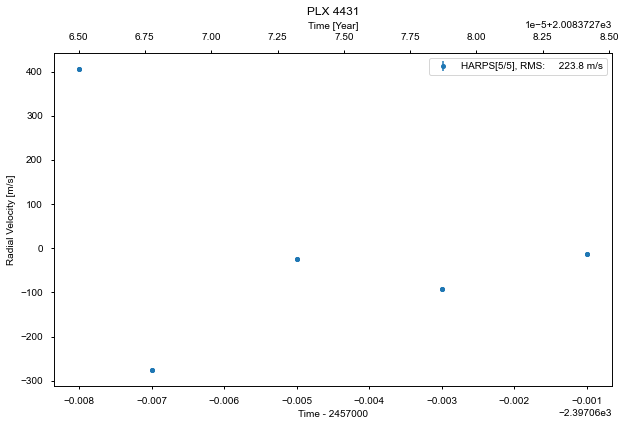 PLX 4431
Time [Year]
1e−5+2.0083727e3
6.50 6.75 7.00 7.25 7.50 7.75 8.00 8.25 8.50
HARPS[5/5], RMS: 223.8 m/s
Radial Velocity [m/s]
400
300
200
100
0
−100
−200
−300
−0.008 −0.007 −0.006 −0.005 −0.004 −0.003 −0.002 −0.001
Time - 2457000
−2.39706e3